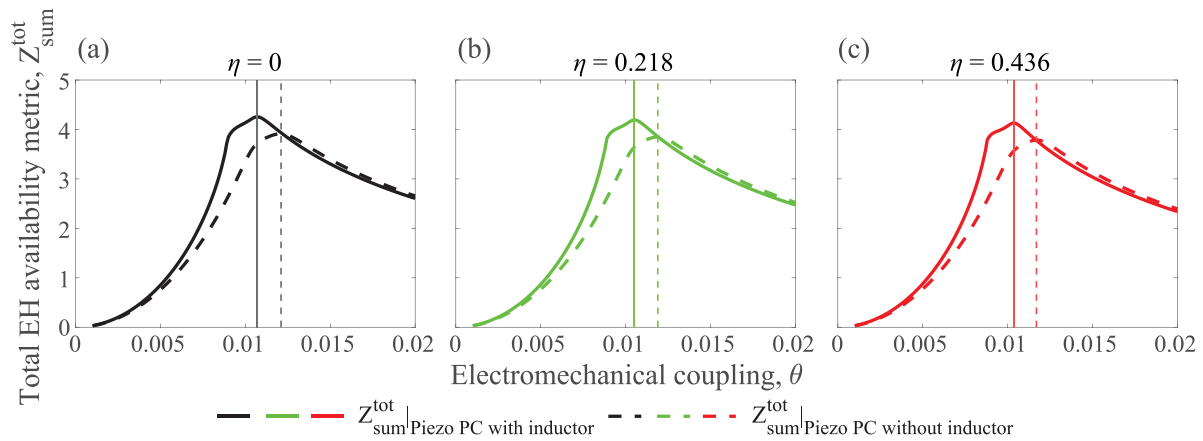 (a) (b) (c)
η = 0 η = 0.218 η = 0.436
Total EH availability metric, Z^tot_sum
5
4
3
2
1
0
0 0.005 0.01 0.015 0.02
0 0.005 0.01 0.015 0.02
0 0.005 0.01 0.015 0.02
Electromechanical coupling, θ
Z^tot_sum|Piezo PC with inductor Z^tot_sum|Piezo PC without inductor